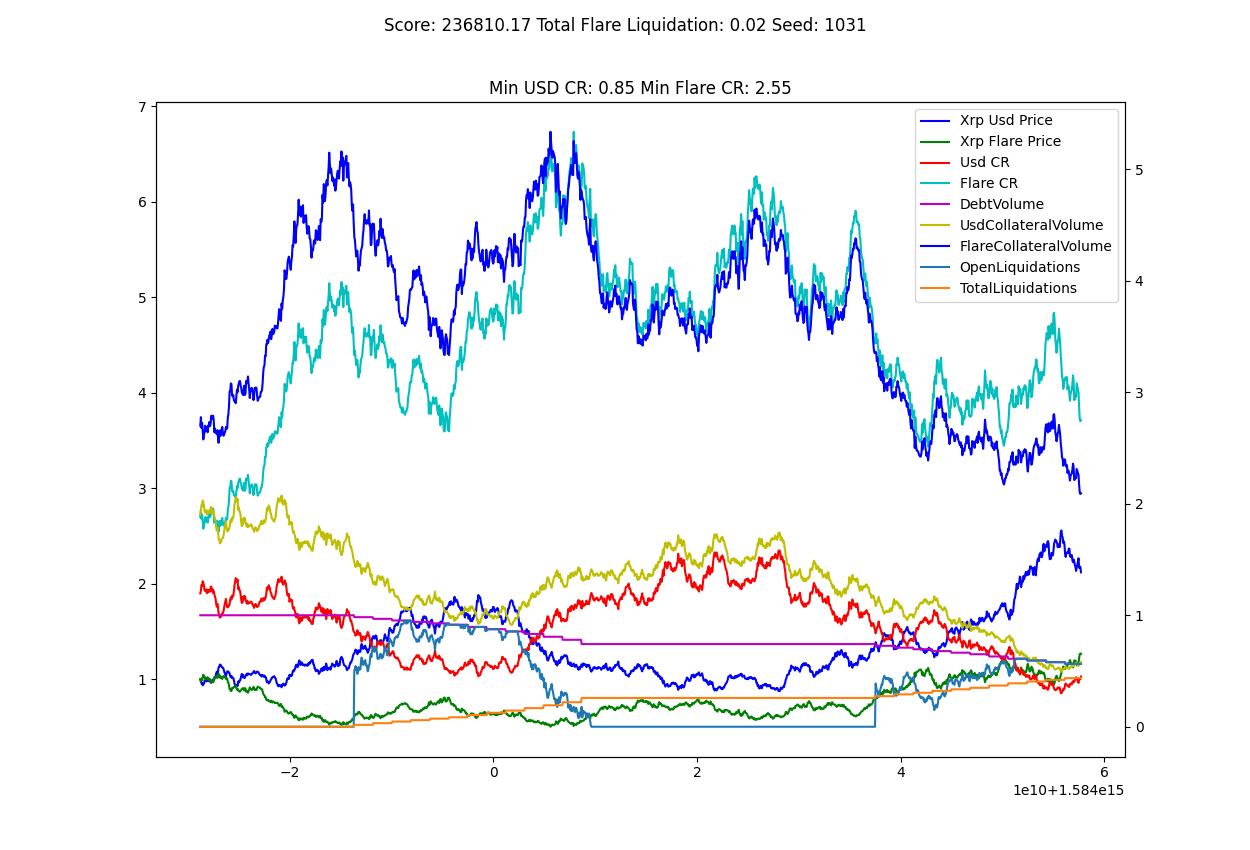 Score: 236810.17 Total Flare Liquidation: 0.02 Seed: 1031
Min USD CR: 0.85 Min Flare CR: 2.55
Xrp Usd Price
Xrp Flare Price
Usd CR
Flare CR
DebtVolume
UsdCollateralVolume
FlareCollateralVolume
OpenLiquidations
TotalLiquidations
7
6
5
4
3
2
1
5
4
3
2
1
0
−2
0
2
4
6
1e10+1.584e15